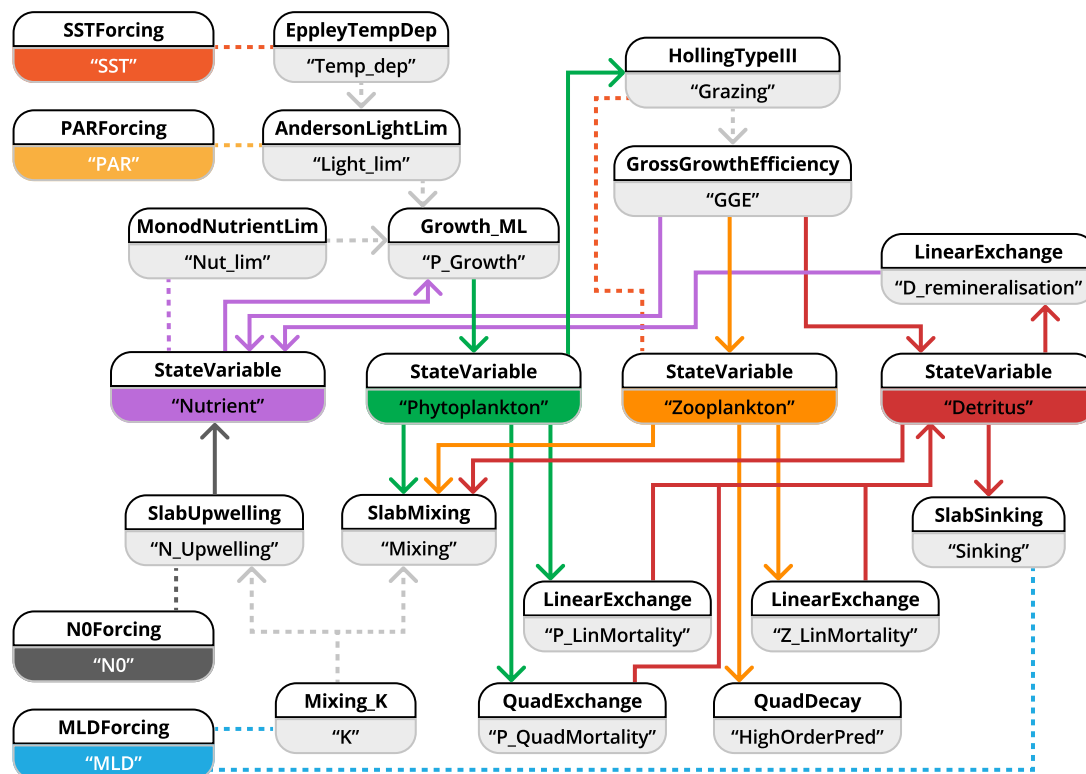 SSTForcing
“SST”
EppleyTempDep
“Temp_dep”
HollingTypeIII
“Grazing”
PARForcing
“PAR”
AndersonLightLim
“Light_lim”
GrossGrowthEfficiency
“GGE”
MonodNutrientLim
“Nut_lim”
Growth_ML
“P_Growth”
LinearExchange
“D_remineralisation”
StateVariable
“Nutrient”
StateVariable
“Phytoplankton”
StateVariable
“Zooplankton”
StateVariable
“Detritus”
SlabUpwelling
“N_Upwelling”
SlabMixing
“Mixing”
SlabSinking
“Sinking”
LinearExchange
“P_LinMortality”
LinearExchange
“Z_LinMortality”
N0Forcing
“N0”
Mixing_K
“K”
QuadExchange
“P_QuadMortality”
QuadDecay
“HighOrderPred”
MLDForcing
“MLD”